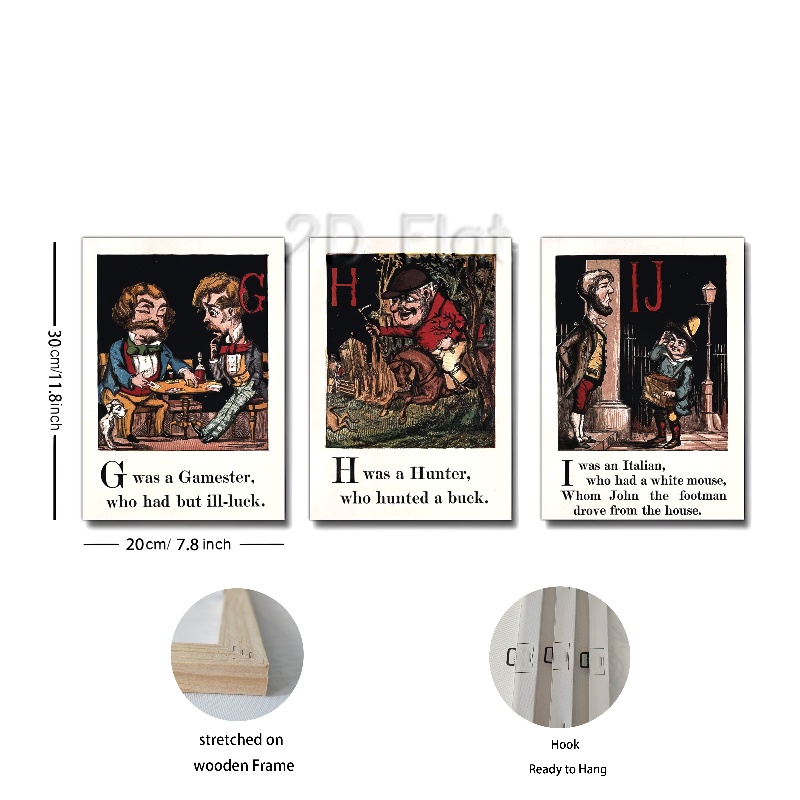 2D Flat
G
H
IJ
30cm/11.8inch
G was a Gamester,
who had but ill-luck.
H was a Hunter,
who hunted a buck.
I was an Italian,
who had a white mouse,
Whom John the footman
drove from the house.
20cm/ 7.8 inch
stretched on
wooden Frame
Hook
Ready to Hang